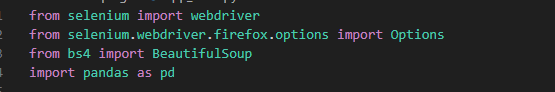 from selenium import webdriver
from selenium.webdriver.firefox.options import Options
from bs4 import BeautifulSoup
import pandas as pd